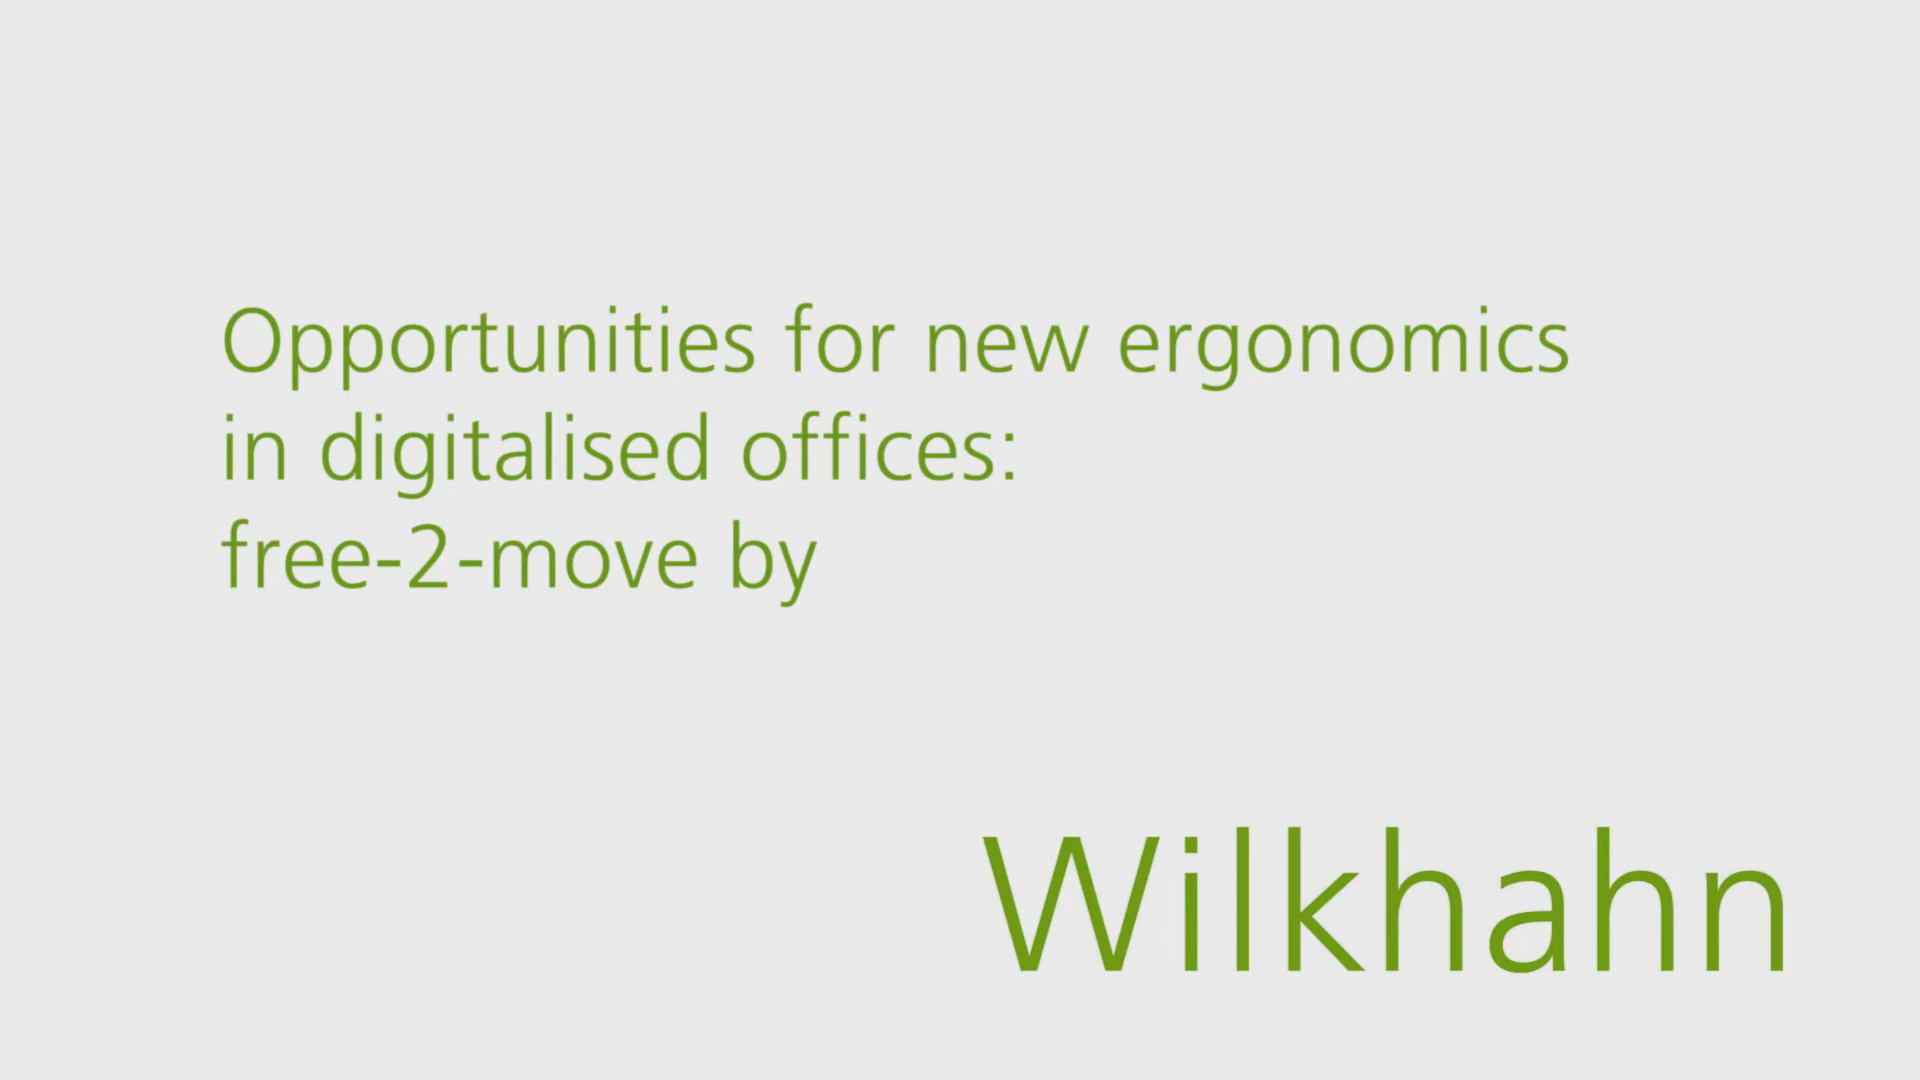 Opportunities for new ergonomics
in digitalised offices:
free-2-move by
Wilkhahn